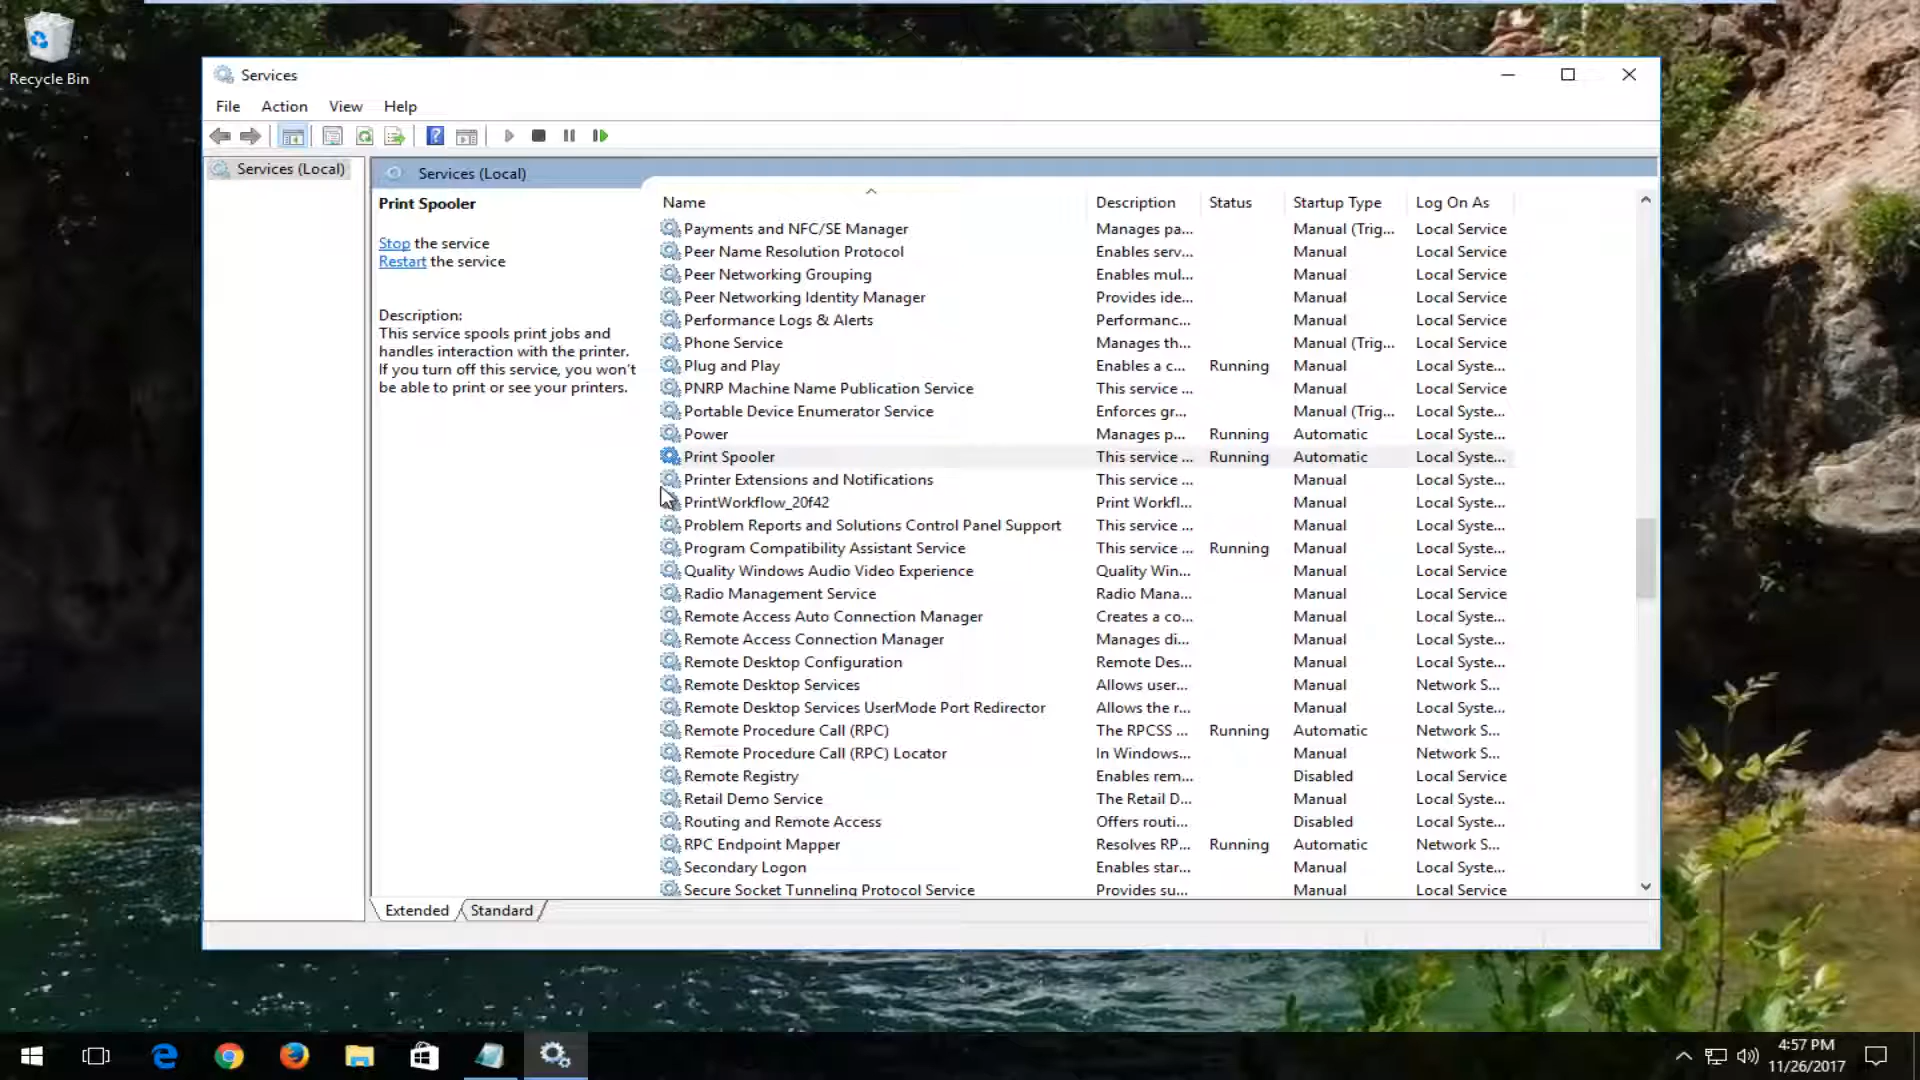 Recycle Bin
Services
File Action View Help
Services (Local)
Services (Local)
Print Spooler
Stop the service
Restart the service
Description:
This service spools print jobs and
handles interaction with the printer.
If you turn off this service, you won't
be able to print or see your printers.
Name Description Status Startup Type Log On As
Payments and NFC/SE Manager Manages pa... Manual (Trig... Local Service
Peer Name Resolution Protocol Enables serv... Manual Local Service
Peer Networking Grouping Enables mul... Manual Local Service
Peer Networking Identity Manager Provides ide... Manual Local Service
Performance Logs & Alerts Performanc... Manual Local Service
Phone Service Manages th... Manual (Trig... Local Service
Plug and Play Enables a c... Running Manual Local Syste...
PNRP Machine Name Publication Service This service ... Manual Local Service
Portable Device Enumerator Service Enforces gr... Manual (Trig... Local Syste...
Power Manages p... Running Automatic Local Syste...
Print Spooler This service ... Running Automatic Local Syste...
Printer Extensions and Notifications This service ... Manual Local Syste...
PrintWorkflow_20f42 Print Workfl... Manual Local Syste...
Problem Reports and Solutions Control Panel Support This service ... Manual Local Syste...
Program Compatibility Assistant Service This service ... Running Manual Local Syste...
Quality Windows Audio Video Experience Quality Win... Manual Local Service
Radio Management Service Radio Mana... Manual Local Service
Remote Access Auto Connection Manager Creates a co... Manual Local Syste...
Remote Access Connection Manager Manages di... Manual Local Syste...
Remote Desktop Configuration Remote Des... Manual Local Syste...
Remote Desktop Services Allows user... Manual Network S...
Remote Desktop Services UserMode Port Redirector Allows the r... Manual Local Syste...
Remote Procedure Call (RPC) The RPCSS ... Running Automatic Network S...
Remote Procedure Call (RPC) Locator In Windows... Manual Network S...
Remote Registry Enables rem... Disabled Local Service
Retail Demo Service The Retail D... Manual Local Syste...
Routing and Remote Access Offers routi... Disabled Local Syste...
RPC Endpoint Mapper Resolves RP... Running Automatic Network S...
Secondary Logon Enables star... Manual Local Syste...
Secure Socket Tunneling Protocol Service Provides su... Manual Local Service
Extended Standard
4:57 PM
11/26/2017